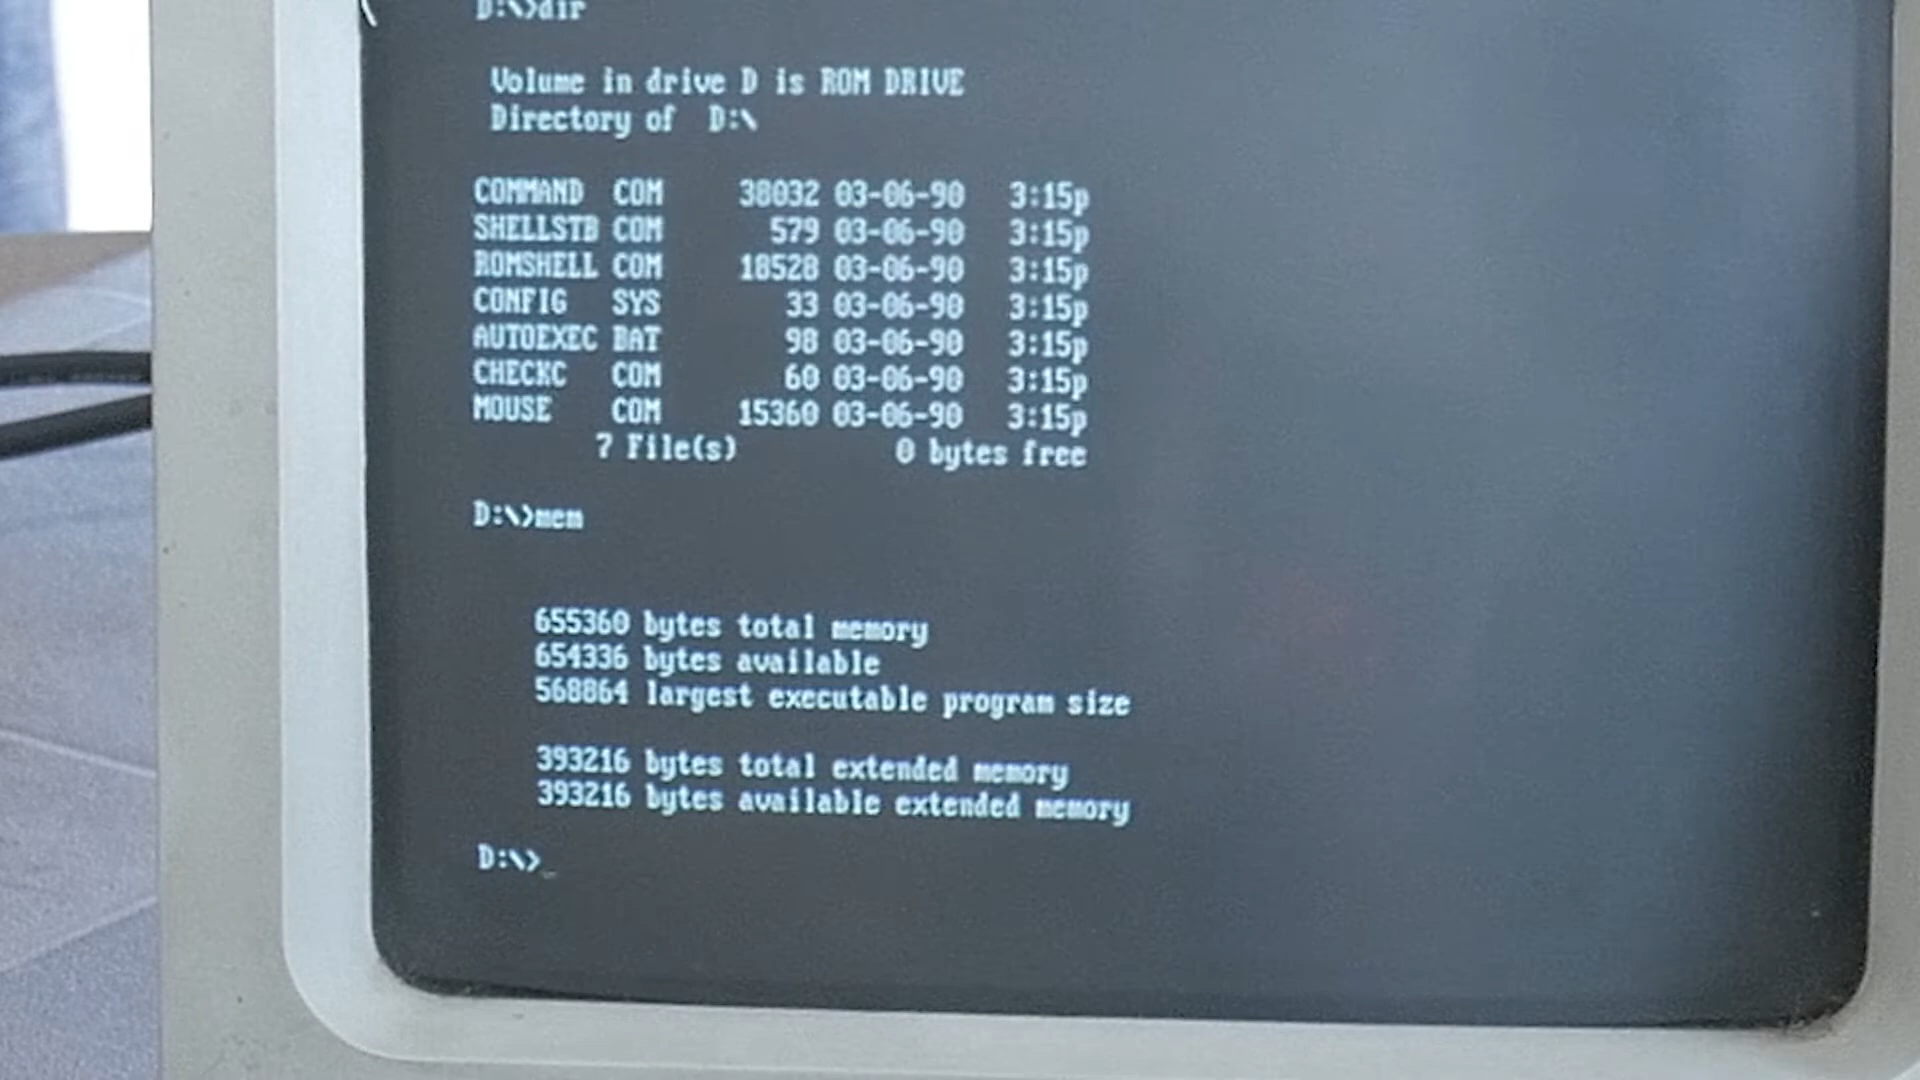 D:\>dir
Volume in drive D is ROM DRIVE
Directory of  D:\
COMMAND  COM     38032 03-06-90   3:15p
SHELLSTB COM       579 03-06-90   3:15p
ROMSHELL COM     18528 03-06-90   3:15p
CONFIG   SYS        33 03-06-90   3:15p
AUTOEXEC BAT        98 03-06-90   3:15p
CHECKC   COM        60 03-06-90   3:15p
MOUSE    COM     15360 03-06-90   3:15p
7 File(s)          0 bytes free
D:\>mem
655360 bytes total memory
654336 bytes available
568864 largest executable program size
393216 bytes total extended memory
393216 bytes available extended memory
D:\>_